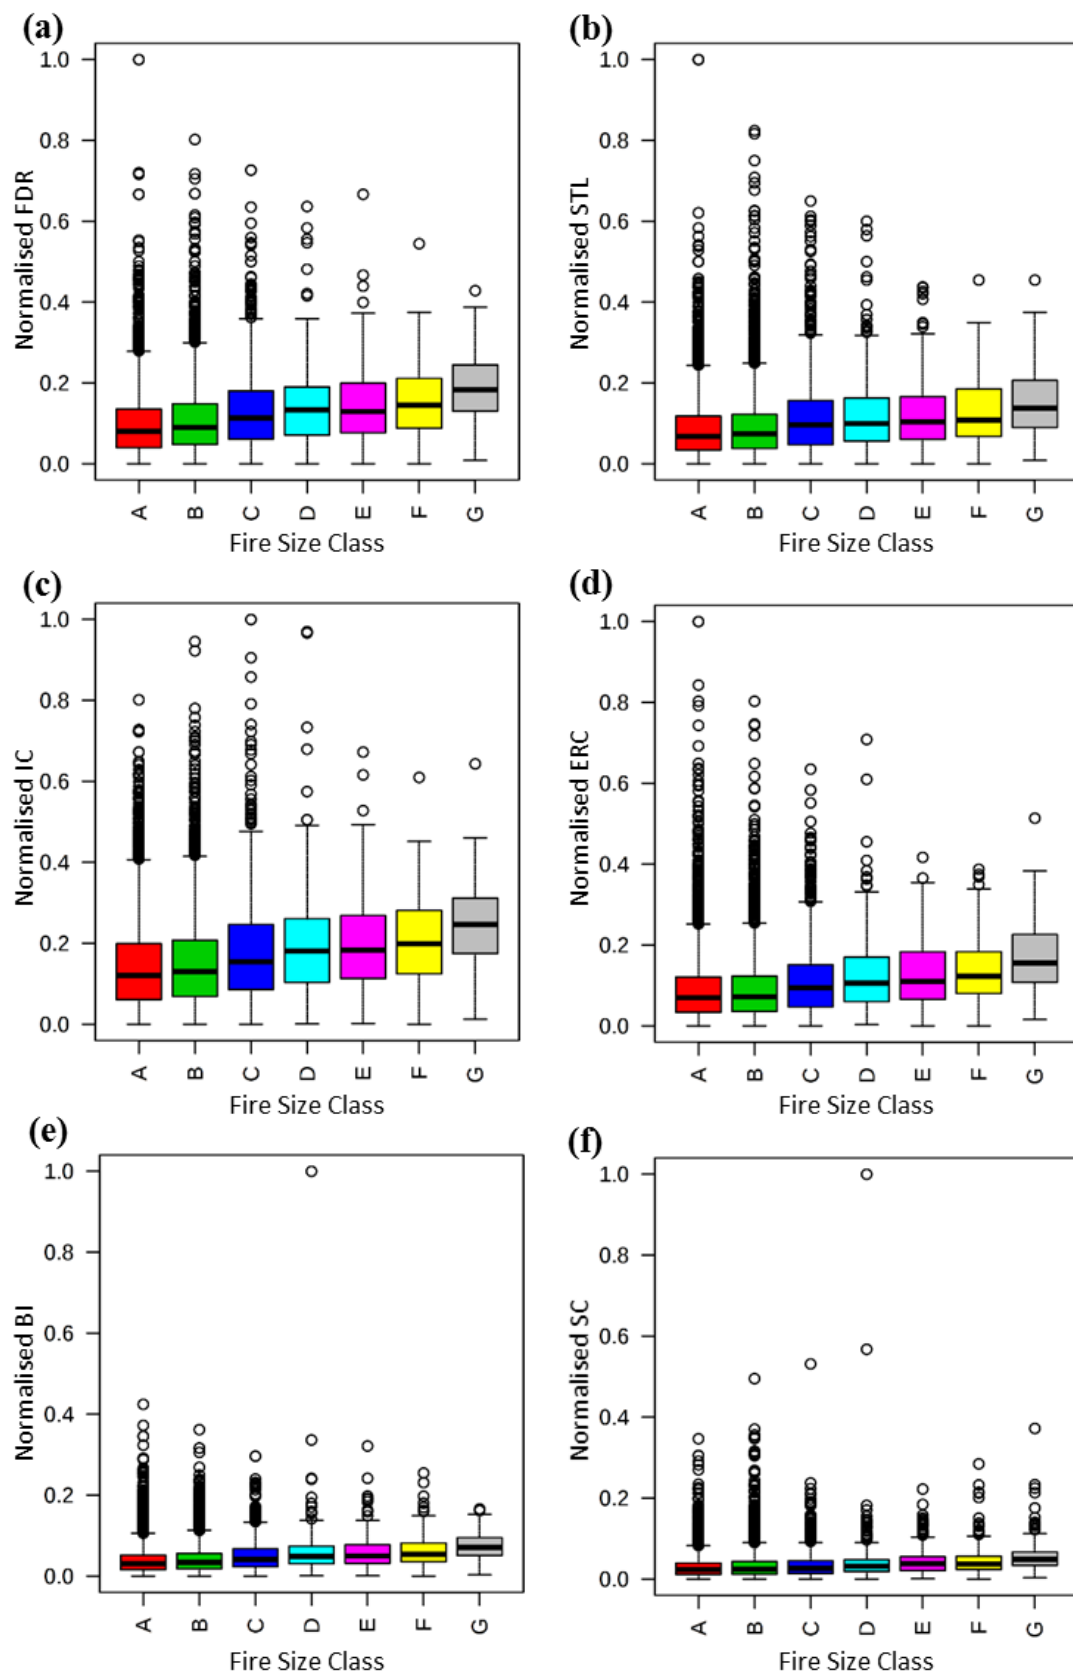 (a)
Normalised FDR
1.0
0.8
0.6
0.4
0.2
0.0
A B C D E F G
Fire Size Class
(b)
Normalised STL
1.0
0.8
0.6
0.4
0.2
0.0
A B C D E F G
Fire Size Class
(c)
Normalised IC
1.0
0.8
0.6
0.4
0.2
0.0
A B C D E F G
Fire Size Class
(d)
Normalised ERC
1.0
0.8
0.6
0.4
0.2
0.0
A B C D E F G
Fire Size Class
(e)
Normalised BI
1.0
0.8
0.6
0.4
0.2
0.0
A B C D E F G
Fire Size Class
(f)
Normalised SC
1.0
0.8
0.6
0.4
0.2
0.0
A B C D E F G
Fire Size Class